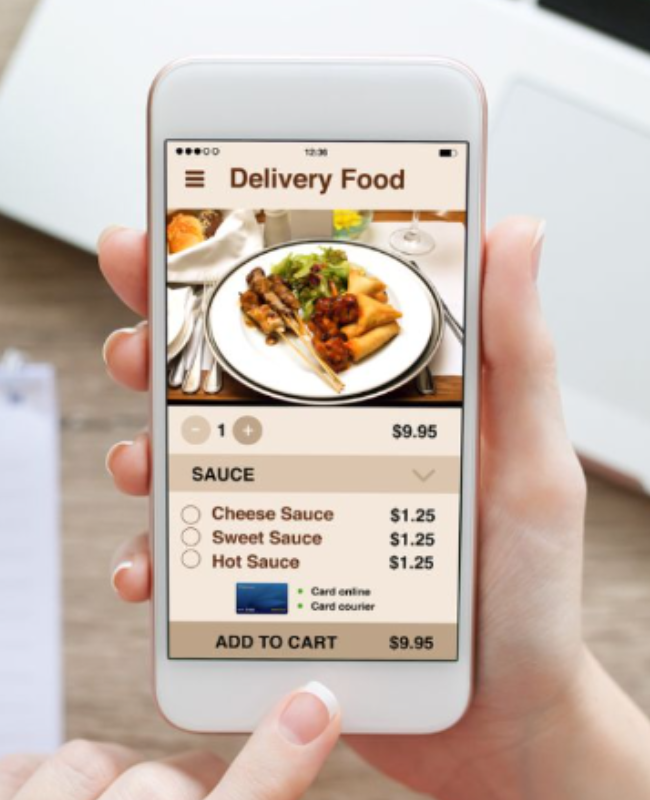 12:36
Delivery Food
- 1 + $9.95
SAUCE
Cheese Sauce $1.25
Sweet Sauce $1.25
Hot Sauce $1.25
Card online
Card courier
ADD TO CART $9.95